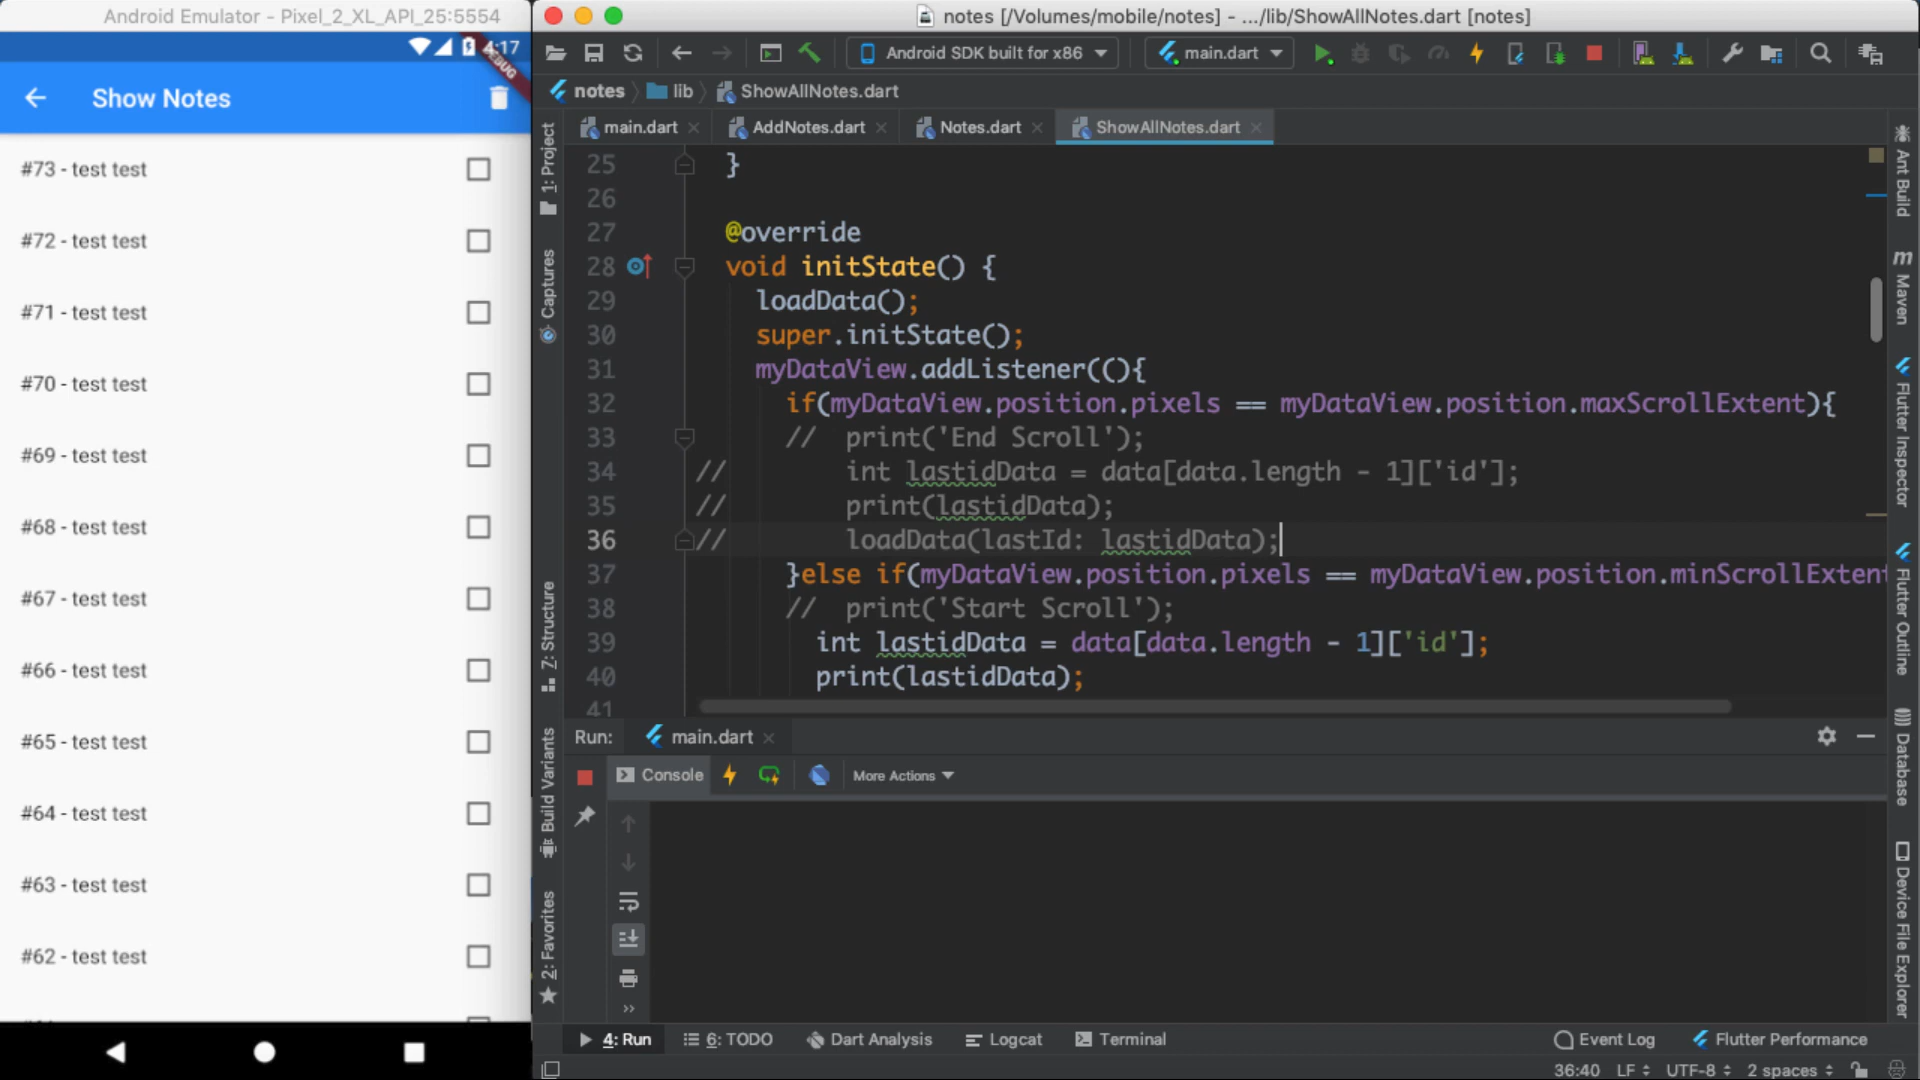 Android Emulator - Pixel_2_XL_API_25:5554
4:17
DEBUG
Show Notes
#73 - test test
#72 - test test
#71 - test test
#70 - test test
#69 - test test
#68 - test test
#67 - test test
#66 - test test
#65 - test test
#64 - test test
#63 - test test
#62 - test test
notes [/Volumes/mobile/notes] - .../lib/ShowAllNotes.dart [notes]
Android SDK built for x86
main.dart
notes
lib
ShowAllNotes.dart
main.dart
AddNotes.dart
Notes.dart
ShowAllNotes.dart
1: Project
Captures
Z: Structure
Build Variants
2: Favorites
25 }
26
27 @override
28 void initState() {
29 loadData();
30 super.initState();
31 myDataView.addListener((){
32 if(myDataView.position.pixels == myDataView.position.maxScrollExtent){
33 // print('End Scroll');
34 // int lastidData = data[data.length - 1]['id'];
35 // print(lastidData);
36 // loadData(lastId: lastidData);
37 }else if(myDataView.position.pixels == myDataView.position.minScrollExtent
38 // print('Start Scroll');
39 int lastidData = data[data.length - 1]['id'];
40 print(lastidData);
41
Ant Build
m Maven
Flutter Inspector
Flutter Outline
Database
Device File Explorer
Run:
main.dart
Console
More Actions
4: Run
6: TODO
Dart Analysis
Logcat
Terminal
Event Log
Flutter Performance
36:40
LF
UTF-8
2 spaces